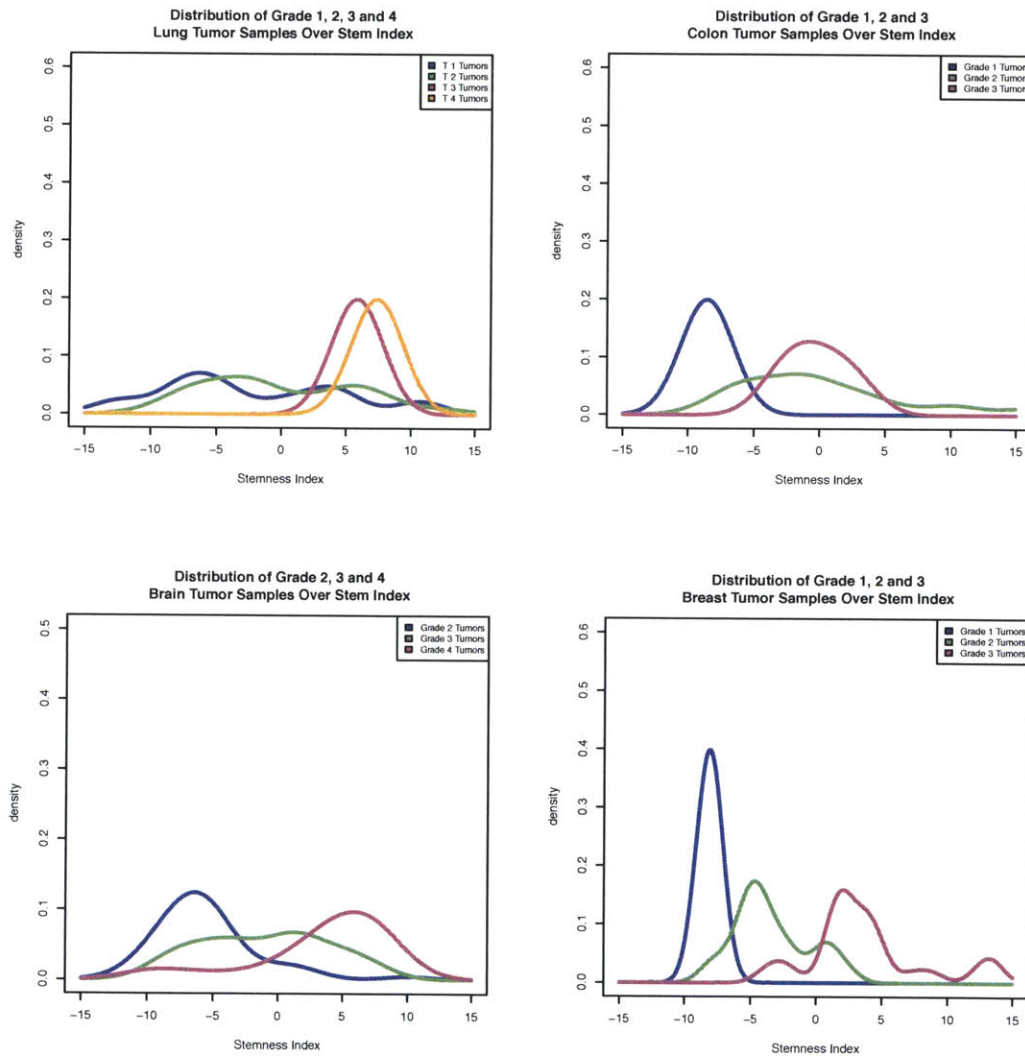 Distribution of Grade 1, 2, 3 and 4
Lung Tumor Samples Over Stem Index
T 1 Tumors
T 2 Tumors
T 3 Tumors
T 4 Tumors
0.6
0.5
0.4
0.3
0.2
0.1
0.0
density
-15 -10 -5 0 5 10 15
Stemness Index
Distribution of Grade 1, 2 and 3
Colon Tumor Samples Over Stem Index
Grade 1 Tumor
Grade 2 Tumor
Grade 3 Tumor
0.6
0.5
0.4
0.3
0.2
0.1
0.0
density
-15 -10 -5 0 5 10 15
Stemness Index
Distribution of Grade 2, 3 and 4
Brain Tumor Samples Over Stem Index
Grade 2 Tumors
Grade 3 Tumors
Grade 4 Tumors
0.5
0.4
0.3
0.2
0.1
0.0
density
-15 -10 -5 0 5 10 15
Stemness Index
Distribution of Grade 1, 2 and 3
Breast Tumor Samples Over Stem Index
Grade 1 Tumors
Grade 2 Tumors
Grade 3 Tumors
0.6
0.5
0.4
0.3
0.2
0.1
0.0
density
-15 -10 -5 0 5 10 15
Stemness Index